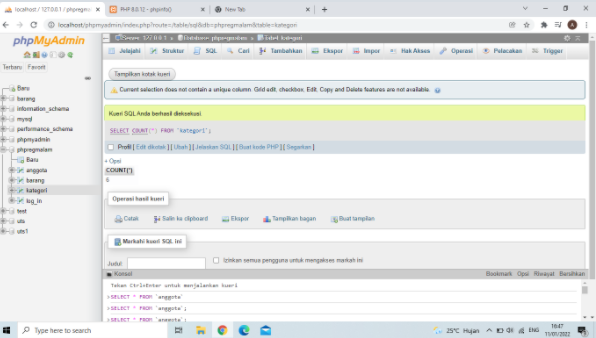 localhost / 127.0.0.1 / phpregma
PHP 8.0.12 - phpinfo()
New Tab
localhost/phpmyadmin/index.php?route=/table/sql&db=phpregmalam&table=kategori
phpMyAdmin
Terbaru Favorit
Baru
barang
information_schema
mysql
performance_schema
phpmyadmin
phpregmalam
Baru
anggota
barang
kategori
log_in
test
uts
uts1
Server: 127.0.0.1 » Database: phpregmalam » Tabel: kategori
Jelajahi Struktur SQL Cari Tambahkan Ekspor Impor Hak Akses Operasi Pelacakan Trigger
Tampilkan kotak kueri
Current selection does not contain a unique column. Grid edit, checkbox, Edit, Copy and Delete features are not available.
Kueri SQL Anda berhasil dieksekusi.
SELECT COUNT(*) FROM `kategori`;
Profil [ Edit dikotak ] [ Ubah ] [ Jelaskan SQL ] [ Buat kode PHP ] [ Segarkan ]
+ Opsi
COUNT(*)
Operasi hasil kueri
Cetak Salin ke clipboard Ekspor Tampilkan bagan Buat tampilan
Markahi kueri SQL ini
Judul: Izinkan semua pengguna untuk mengakses markah ini
Konsol Bookmark Opsi Riwayat Bersihkan
Tekan Ctrl+Enter untuk menjalankan kueri
>SELECT * FROM `anggota`
>SELECT * FROM `anggota`;
>SELECT * FROM `anggota`;
Type here to search
25°C Hujan
ENG
16:47
11/01/2022